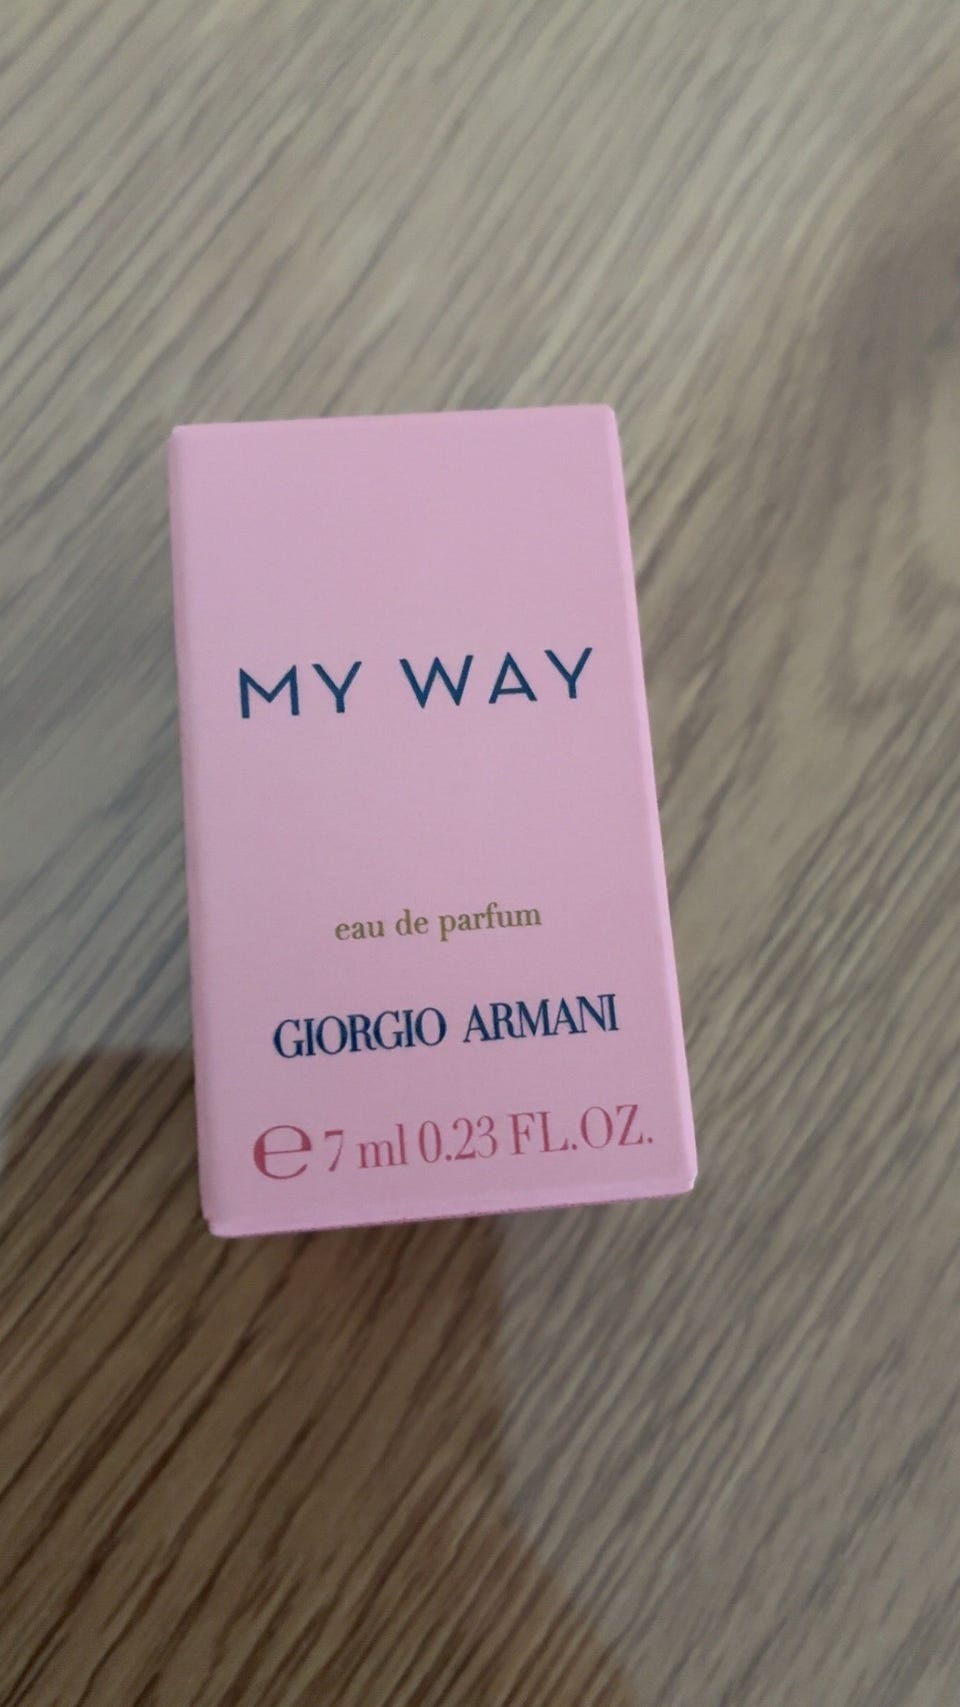 MY WAY
eau de parfum
GIORGIO ARMANI
℮ 7 ml 0.23 FL.OZ.